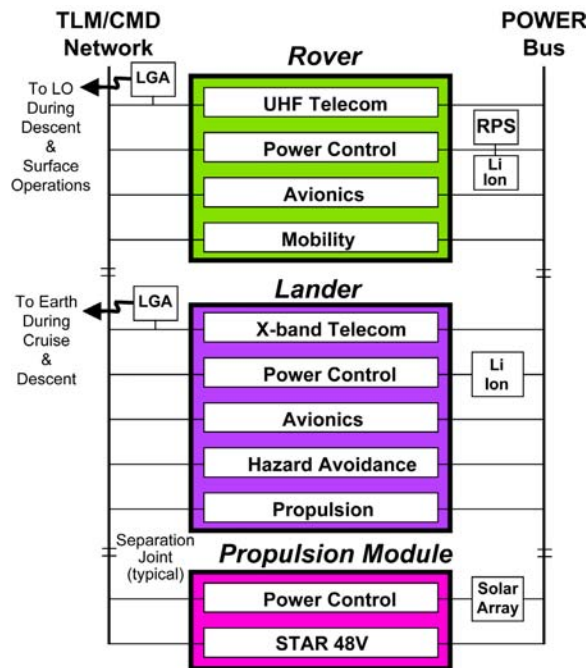 TLM/CMD
Network
POWER
Bus
Rover
LGA
To LO
During
Descent
&
Surface
Operations
UHF Telecom
Power Control
Avionics
Mobility
RPS
Li
Ion
Lander
LGA
To Earth
During
Cruise
&
Descent
X-band Telecom
Power Control
Avionics
Hazard Avoidance
Propulsion
Li
Ion
Separation
Joint
(typical)
Propulsion Module
Power Control
STAR 48V
Solar
Array